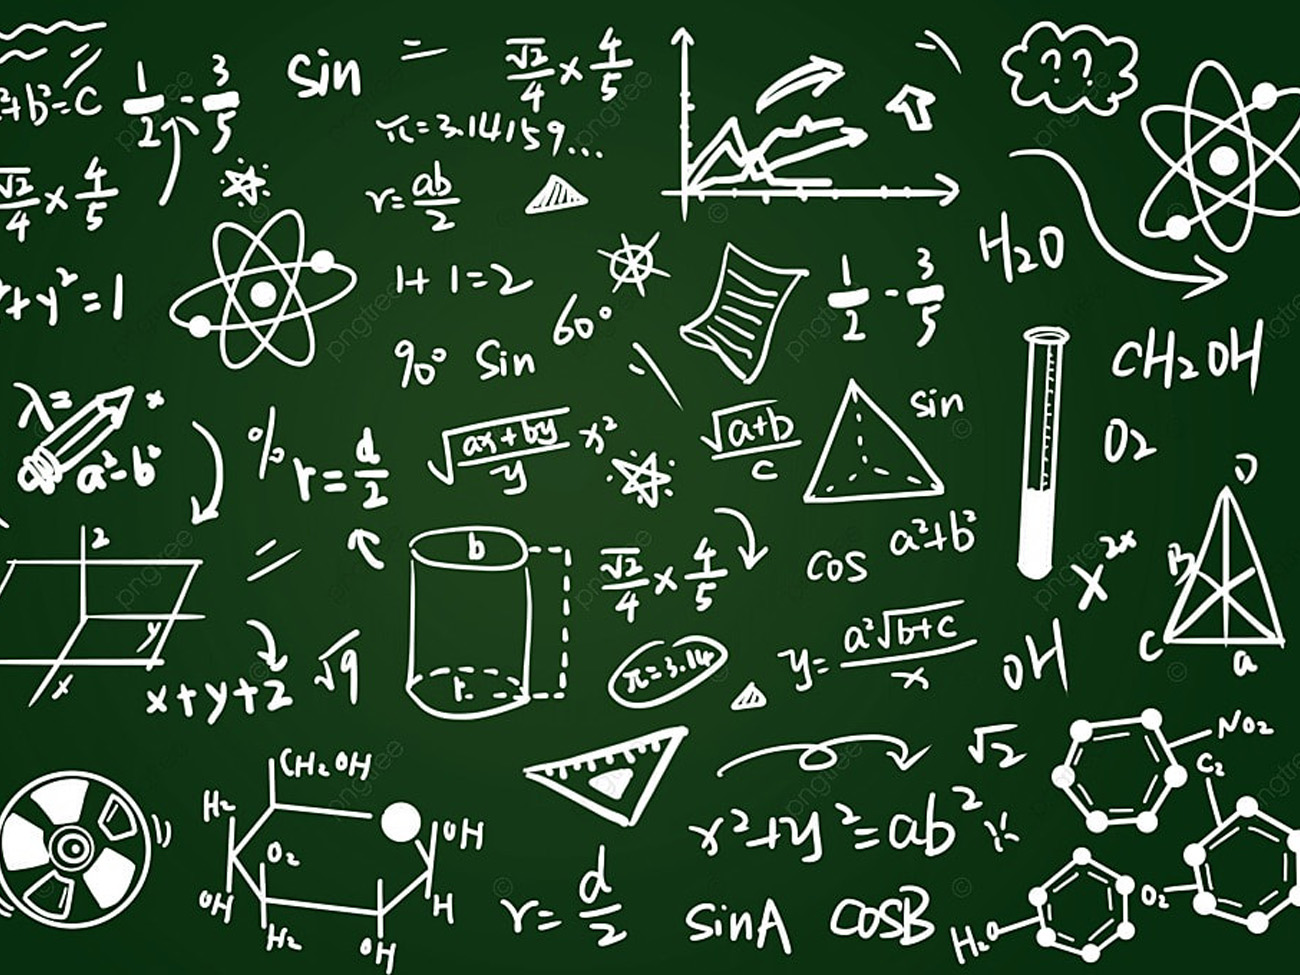 ²+b²=c
1/2 - 3/5
sin
=
√2/4 × 4/5
π=3.14159...
??
√2/4 × 4/5
r= ab/2
H2O
+y²=1
1+1=2
60°
1/2 - 3/5
90° sin
CH2OH
λ=
×
a²=b²
%
r= d/2
√(ax+by)/y
x²
√(a+b)/c
sin
O2
z
y
x
b
r
√2/4 × 4/5
cos
a²+b²
x²ˣ
D
B
C
a
x+y+z
√9
π=3.14
y= a²√(b+c)/x
OH
CH2OH
√2
NO2
C2
H2
O2
OH
x²+y²=ab²
OH
H
H2
OH
r= d/2
sinA
cosB
O2
H2O
pngtree